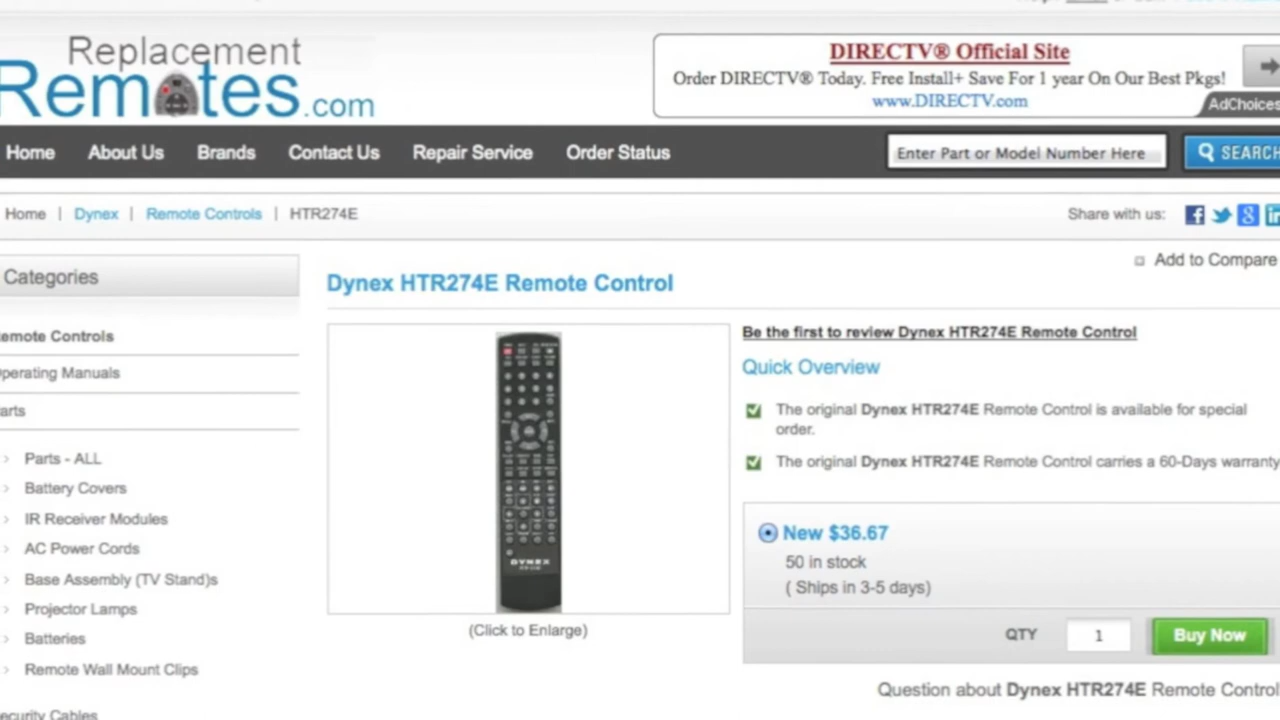 Replacement
Remotes.com
DIRECTV® Official Site
Order DIRECTV® Today. Free Install+ Save For 1 year On Our Best Pkgs!
www.DIRECTV.com
AdChoices
Home About Us Brands Contact Us Repair Service Order Status
Enter Part or Model Number Here
SEARCH
Home | Dynex | Remote Controls | HTR274E
Share with us:
Add to Compare
Categories
Dynex HTR274E Remote Control
emote Controls
perating Manuals
arts
Parts - ALL
Battery Covers
IR Receiver Modules
AC Power Cords
Base Assembly (TV Stand)s
Projector Lamps
Batteries
Remote Wall Mount Clips
ecurity Cables
DYNEX
(Click to Enlarge)
Be the first to review Dynex HTR274E Remote Control
Quick Overview
The original Dynex HTR274E Remote Control is available for special
order.
The original Dynex HTR274E Remote Control carries a 60-Days warranty
New $36.67
50 in stock
( Ships in 3-5 days)
QTY 1 Buy Now
Question about Dynex HTR274E Remote Control